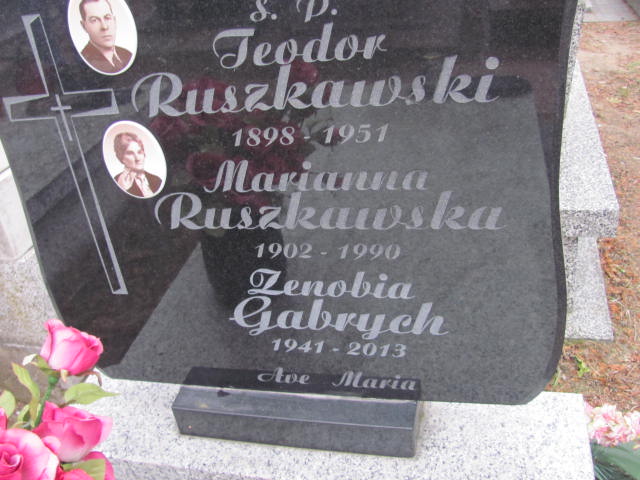 Ś. P.
Teodor
Ruszkawski
1898 - 1951
Marianna
Ruszkawska
1902 - 1990
Zenobia
Gabrych
1941 - 2013
Ave Maria